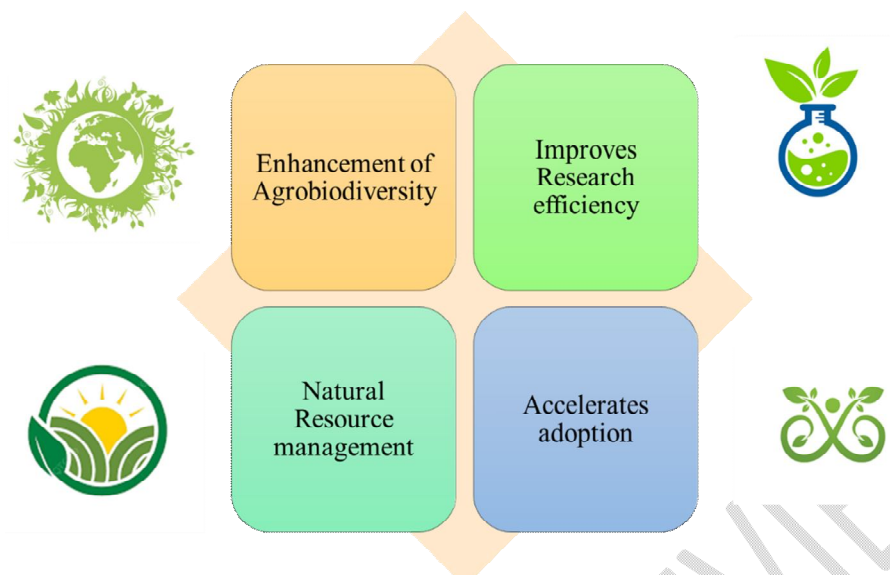 Enhancement of
Agrobiodiversity
Improves
Research
efficiency
Natural
Resource
management
Accelerates
adoption